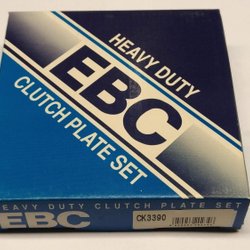 HEAVY DUTY
EBC
CLUTCH PLATE SET
HEAVY DUTY CLUTCH PLATE SET
EBC
CK3390